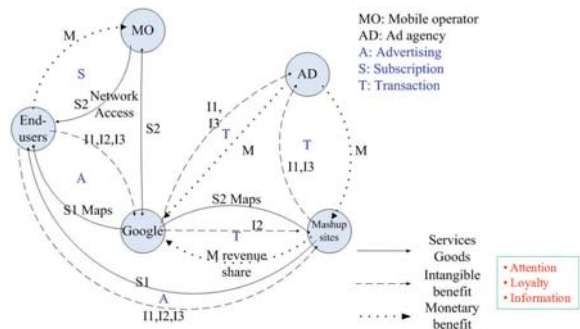 MO: Mobile operator
AD: Ad agency
A: Advertising
S: Subscription
T: Transaction
MO
M
S
S2
Network
Access
S2
End-
users
I1,I2,I3
A
S1 Maps
Google
AD
I1,
I3
T
M
T
I1,I3
M
S2 Maps
I2
T
M revenue
share
Mashup
sites
S1
A
I1,I2,I3
Services
Goods
Intangible
benefit
Monetary
benefit
• Attention
• Loyalty
• Information